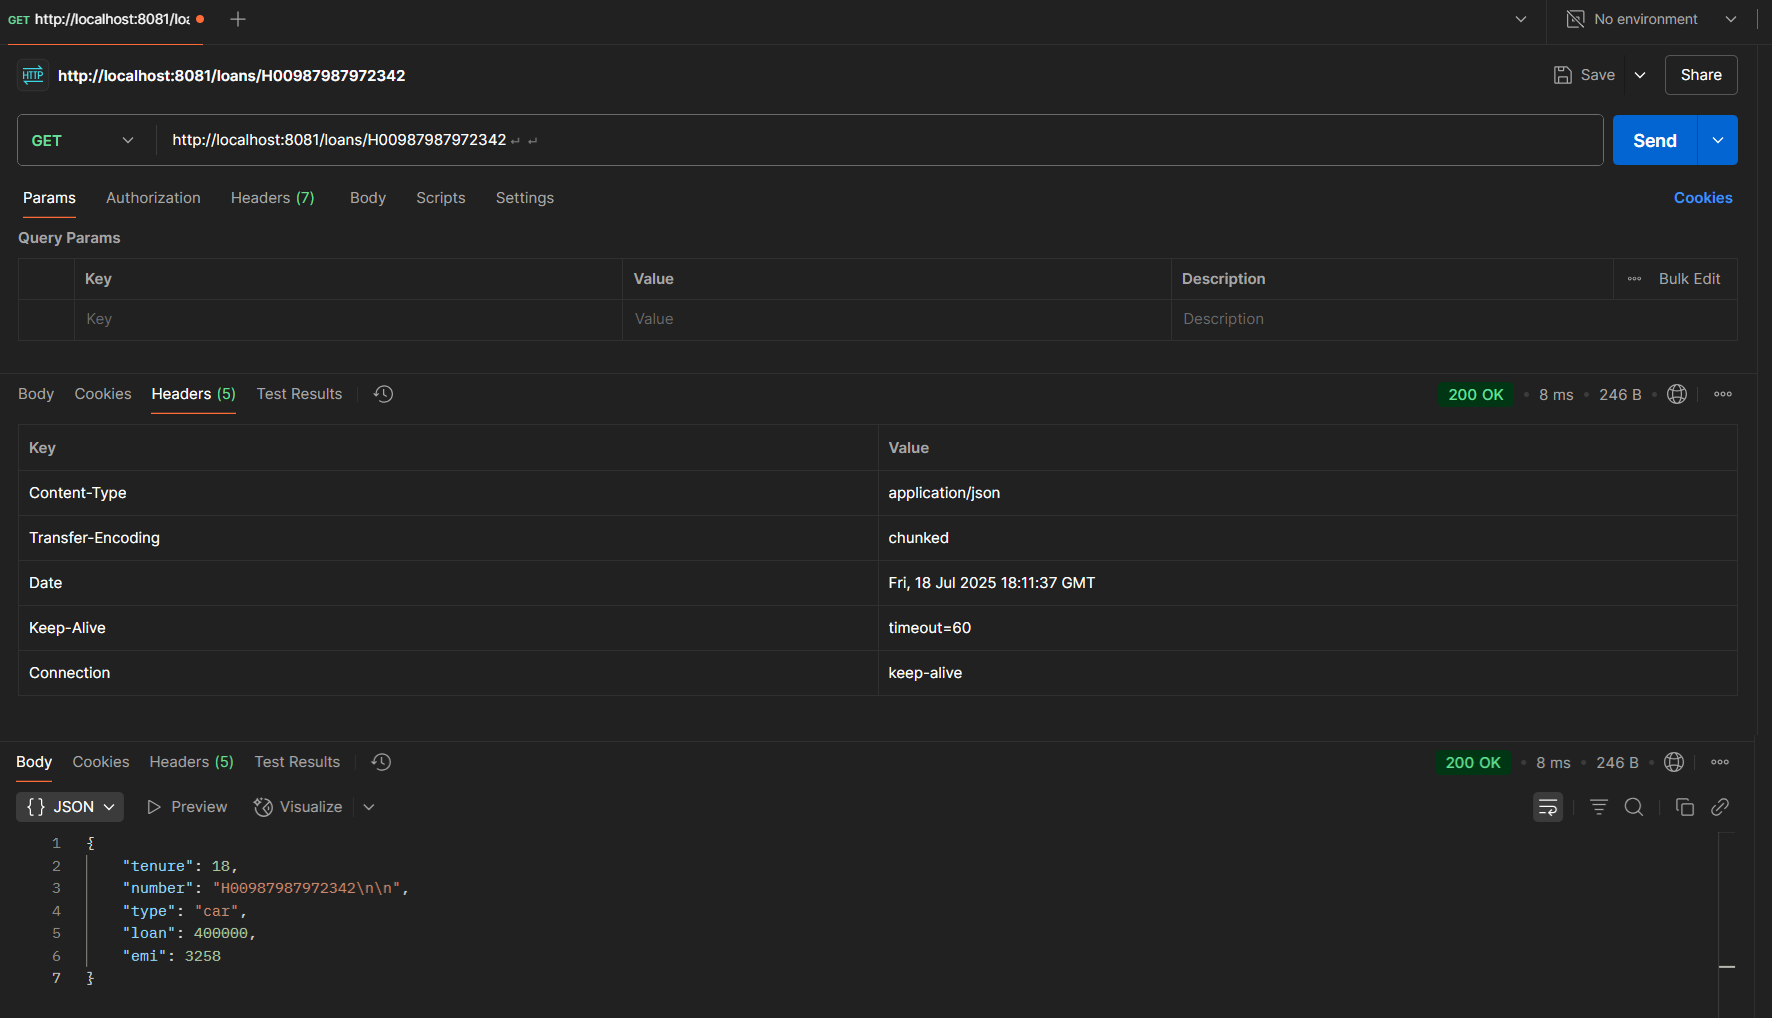 GET http://localhost:8081/loa
No environment
HTTP http://localhost:8081/loans/H00987987972342
Save
Share
GET http://localhost:8081/loans/H00987987972342↵ ↵
Send
Params Authorization Headers (7) Body Scripts Settings
Cookies
Query Params
Key Value Description ••• Bulk Edit
Key Value Description
Body Cookies Headers (5) Test Results
200 OK • 8 ms • 246 B •
Key Value
Content-Type application/json
Transfer-Encoding chunked
Date Fri, 18 Jul 2025 18:11:37 GMT
Keep-Alive timeout=60
Connection keep-alive
Body Cookies Headers (5) Test Results
200 OK • 8 ms • 246 B •
{} JSON Preview Visualize
1 {
2 "tenure": 18,
3 "number": "H00987987972342\n\n",
4 "type": "car",
5 "loan": 400000,
6 "emi": 3258
7 }